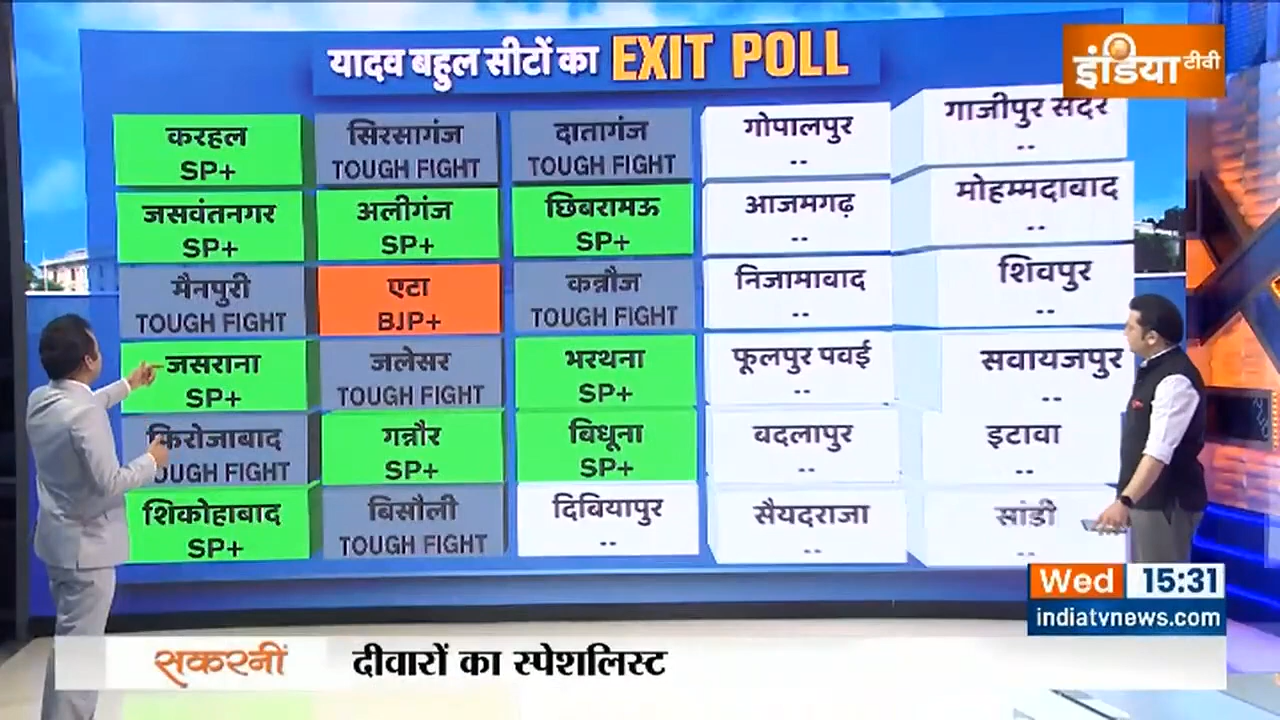 यादव बहुल सीटों का EXIT POLL
इंडिया टीवी
करहल
SP+
सिरसागंज
TOUGH FIGHT
दातागंज
TOUGH FIGHT
गोपालपुर
--
गाजीपुर सदर
--
जसवंतनगर
SP+
अलीगंज
SP+
छिबरामऊ
SP+
आजमगढ़
--
मोहम्मदाबाद
--
मैनपुरी
TOUGH FIGHT
एटा
BJP+
कन्नौज
TOUGH FIGHT
निजामाबाद
--
शिवपुर
--
जसराना
SP+
जलेसर
TOUGH FIGHT
भरथना
SP+
फूलपुर पवई
--
सवायजपुर
--
फिरोजाबाद
TOUGH FIGHT
गन्नौर
SP+
बिधूना
SP+
बदलापुर
--
इटावा
--
शिकोहाबाद
SP+
बिसौली
TOUGH FIGHT
दिबियापुर
--
सैयदराजा
--
सांडी
--
Wed 15:31
indiatvnews.com
सकरनी दीवारों का स्पेशलिस्ट